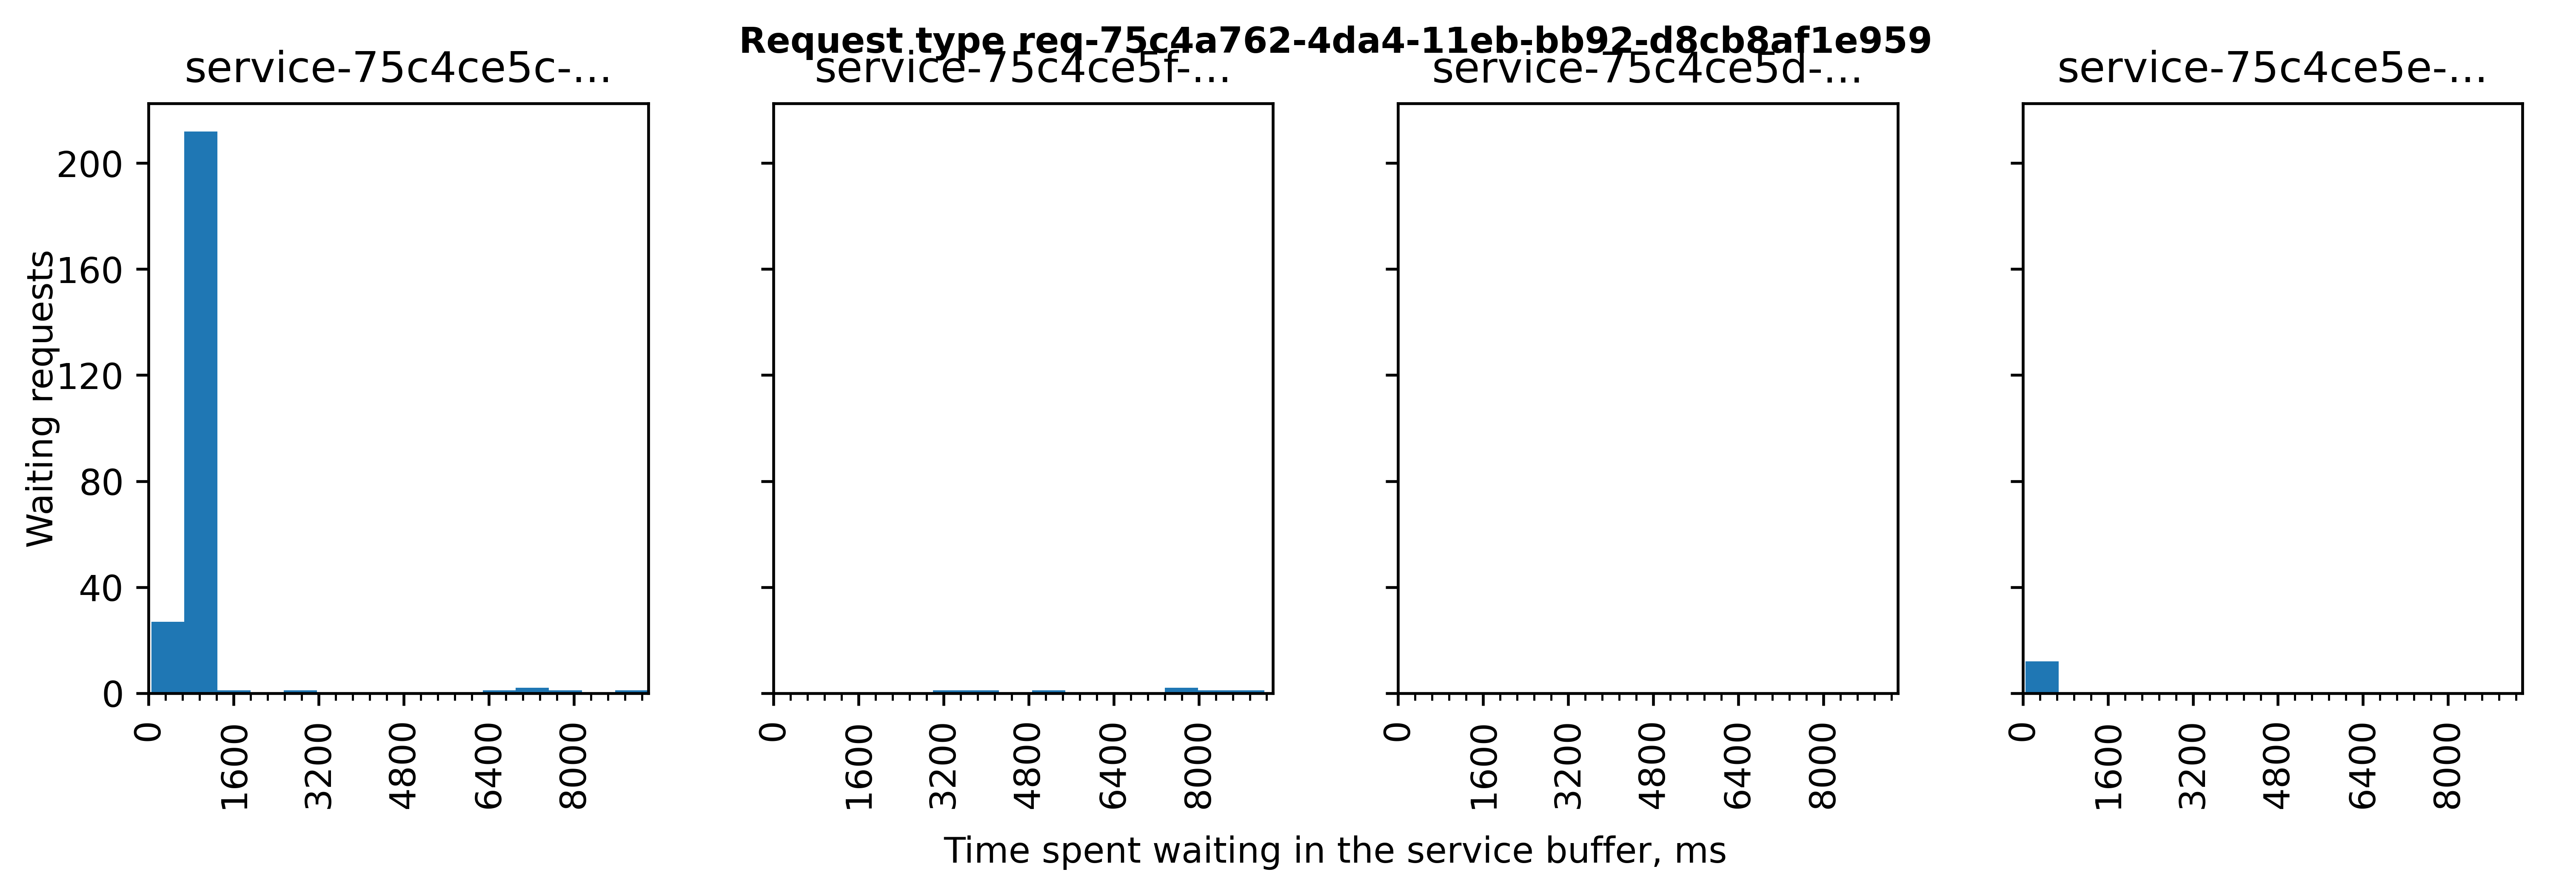 Request type req-75c4a762-4da4-11eb-bb92-d8cb8af1e959
service-75c4ce5c-...
service-75c4ce5f-...
service-75c4ce5d-...
service-75c4ce5e-...
Waiting requests
200
160
120
80
40
0
0 1600 3200 4800 6400 8000
0 1600 3200 4800 6400 8000
0 1600 3200 4800 6400 8000
0 1600 3200 4800 6400 8000
Time spent waiting in the service buffer, ms